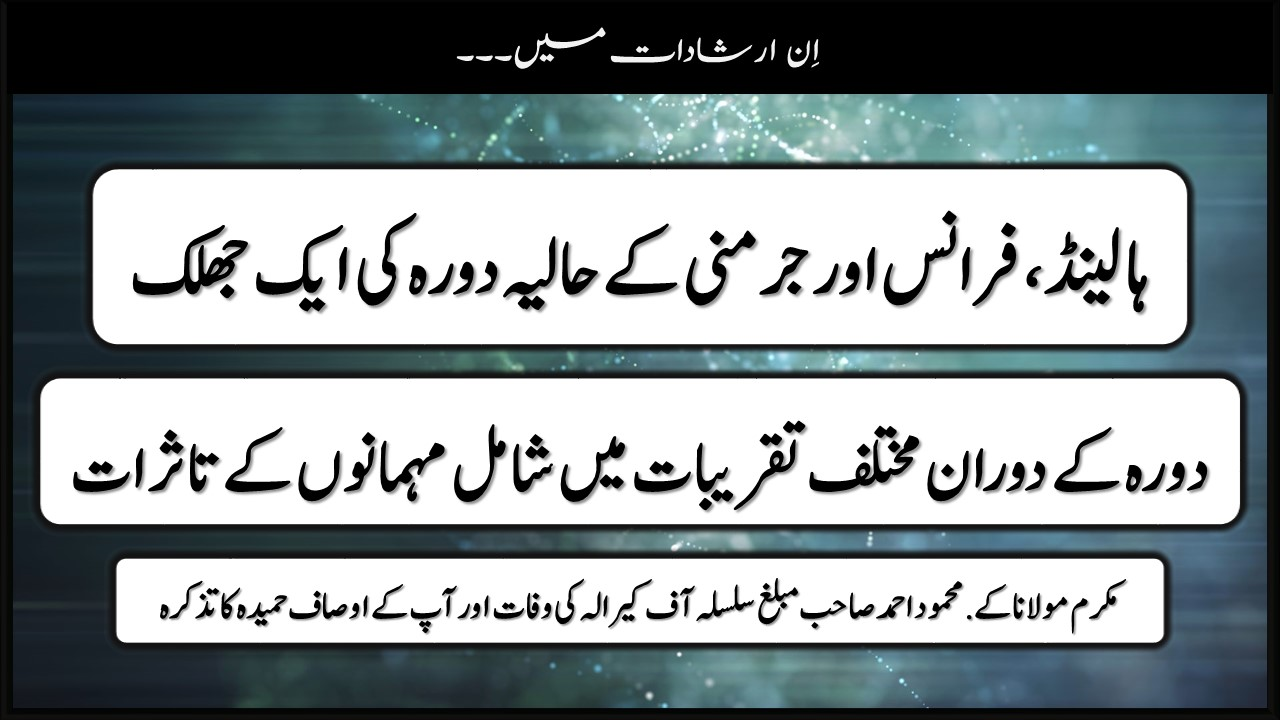 اِن ارشادات میں۔۔۔
ہالینڈ، فرانس اور جرمنی کے حالیہ دورہ کی ایک جھلک
دورہ کے دوران مختلف تقریبات میں شامل مہمانوں کے تاثرات
مکرم مولانا کے. محمود احمد صاحب مبلغ سلسلہ آف کیرالہ کی وفات اور آپ کے اوصاف حمیدہ کا تذکرہ